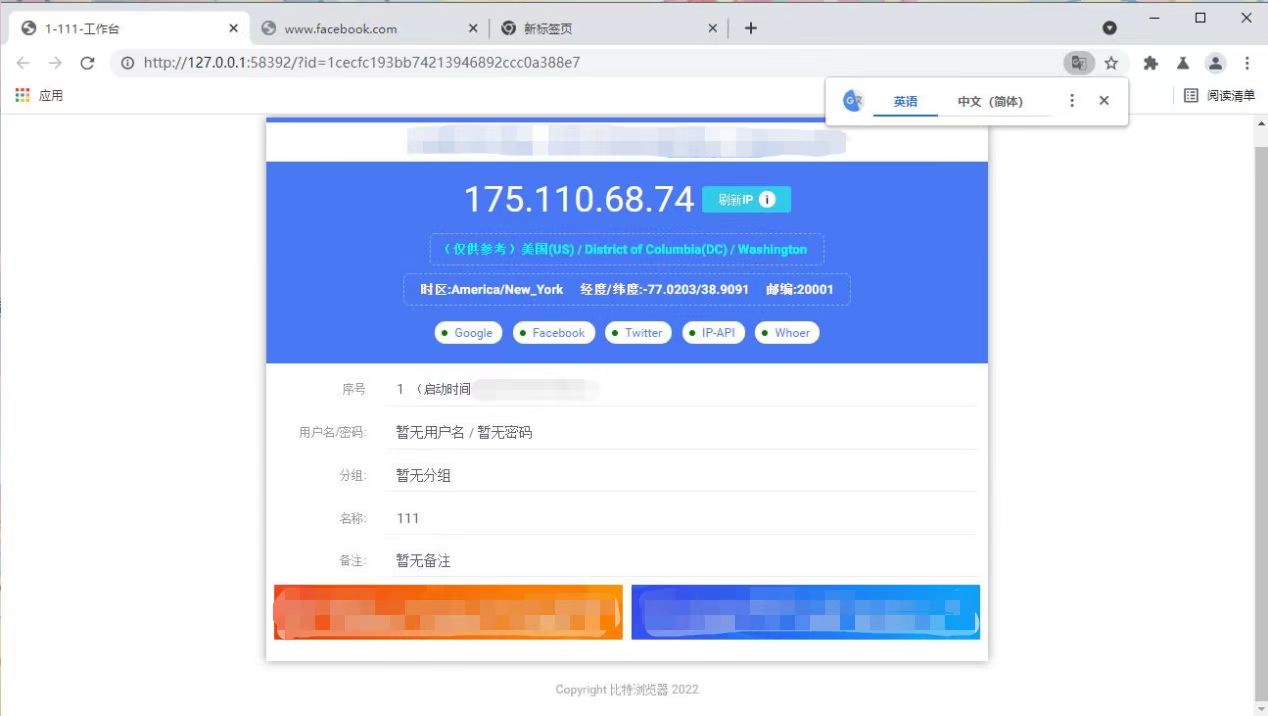 1-111-工作台
www.facebook.com
新标签页
http://127.0.0.1:58392/?id=1cecfc193bb74213946892ccc0a388e7
应用
英语 中文（简体）
阅读清单
175.110.68.74 刷新IP
（仅供参考）美国(US) / District of Columbia(DC) / Washington
时区:America/New_York 经度/纬度:-77.0203/38.9091 邮编:20001
Google Facebook Twitter IP-API Whoer
序号 1 （启动时间
用户名/密码: 暂无用户名 / 暂无密码
分组: 暂无分组
名称: 111
备注: 暂无备注
Copyright 比特浏览器 2022